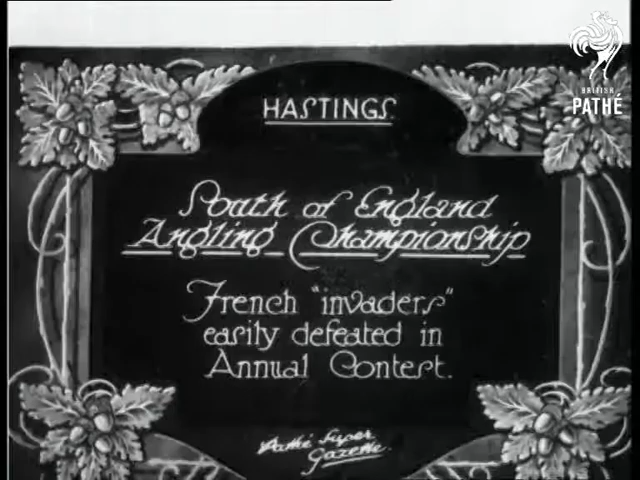 BRITISH
PATHÉ
HASTINGS.
South of England
Angling Championship
French "invaders"
easily defeated in
Annual Contest.
Pathé Super
Gazette.